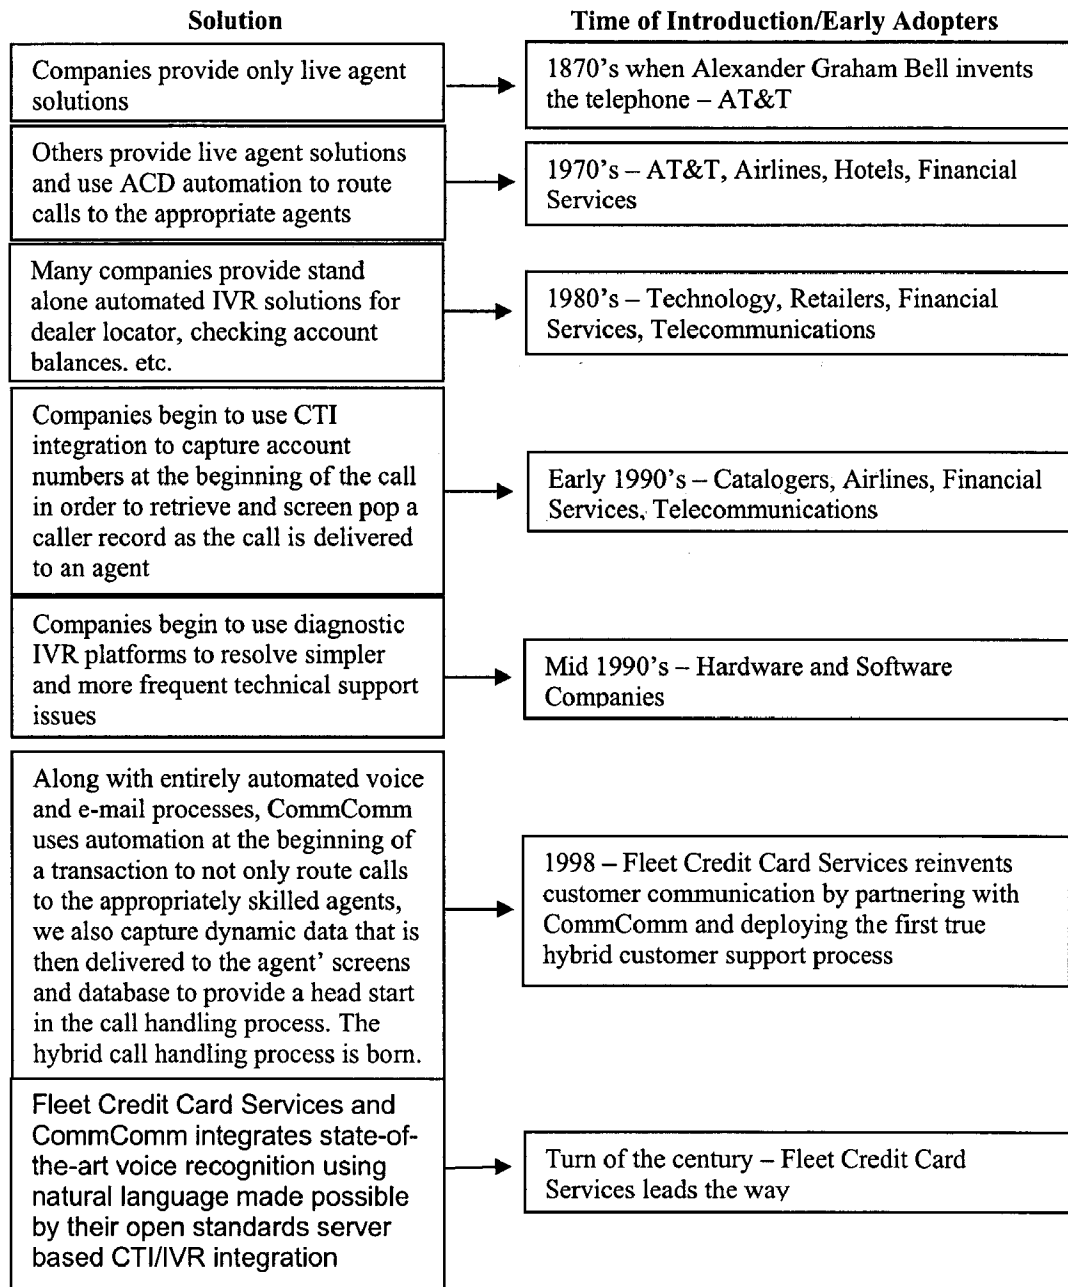 Solution
Time of Introduction/Early Adopters
Companies provide only live agent
solutions
1870's when Alexander Graham Bell invents
the telephone – AT&T
Others provide live agent solutions
and use ACD automation to route
calls to the appropriate agents
1970's – AT&T, Airlines, Hotels, Financial
Services
Many companies provide stand
alone automated IVR solutions for
dealer locator, checking account
balances. etc.
1980's – Technology, Retailers, Financial
Services, Telecommunications
Companies begin to use CTI
integration to capture account
numbers at the beginning of the call
in order to retrieve and screen pop a
caller record as the call is delivered
to an agent
Early 1990's – Catalogers, Airlines, Financial
Services, Telecommunications
Companies begin to use diagnostic
IVR platforms to resolve simpler
and more frequent technical support
issues
Mid 1990's – Hardware and Software
Companies
Along with entirely automated voice
and e-mail processes, CommComm
uses automation at the beginning of
a transaction to not only route calls
to the appropriately skilled agents,
we also capture dynamic data that is
then delivered to the agent' screens
and database to provide a head start
in the call handling process. The
hybrid call handling process is born.
1998 – Fleet Credit Card Services reinvents
customer communication by partnering with
CommComm and deploying the first true
hybrid customer support process
Fleet Credit Card Services and
CommComm integrates state-of-
the-art voice recognition using
natural language made possible
by their open standards server
based CTI/IVR integration
Turn of the century – Fleet Credit Card
Services leads the way